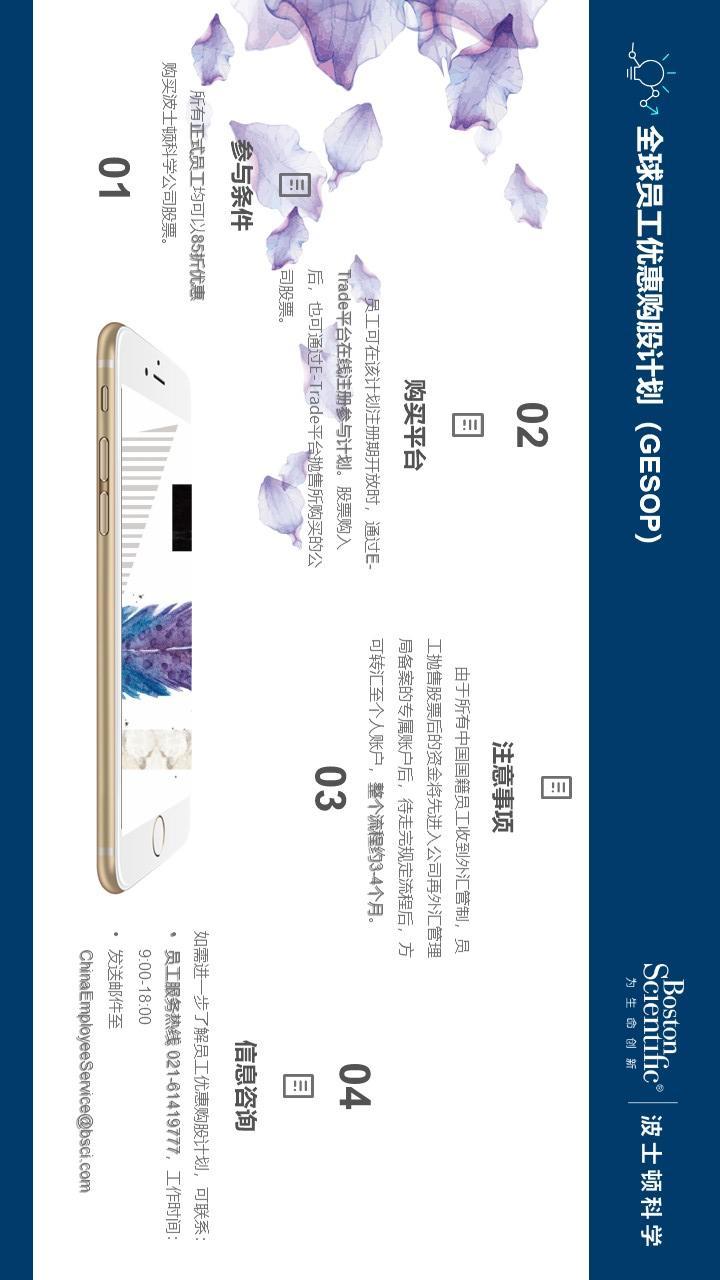 全球员工优惠购股计划（GESOP）
Boston
Scientific®
为生命创新
波士顿科学
参与条件
所有正式员工均可以85折优惠
购买波士顿科学公司股票。
01
02
购买平台
员工可在该计划注册期开放时，通过E-
Trade平台在线注册参与计划。股票购入
后，也可通过E-Trade平台抛售所购买的公
司股票。
注意事项
由于所有中国国籍员工收到外汇管制，员
工抛售股票后的资金将先进入公司再外汇管理
局备案的专属账户后，待走完规定流程后，方
可转汇至个人账户，整个流程约3-4个月。
03
04
信息咨询
如需进一步了解员工优惠购股计划，可联系：
• 员工服务热线 021-61419777，工作时间：
9:00-18:00
• 发送邮件至
ChinaEmployeeService@bsci.com